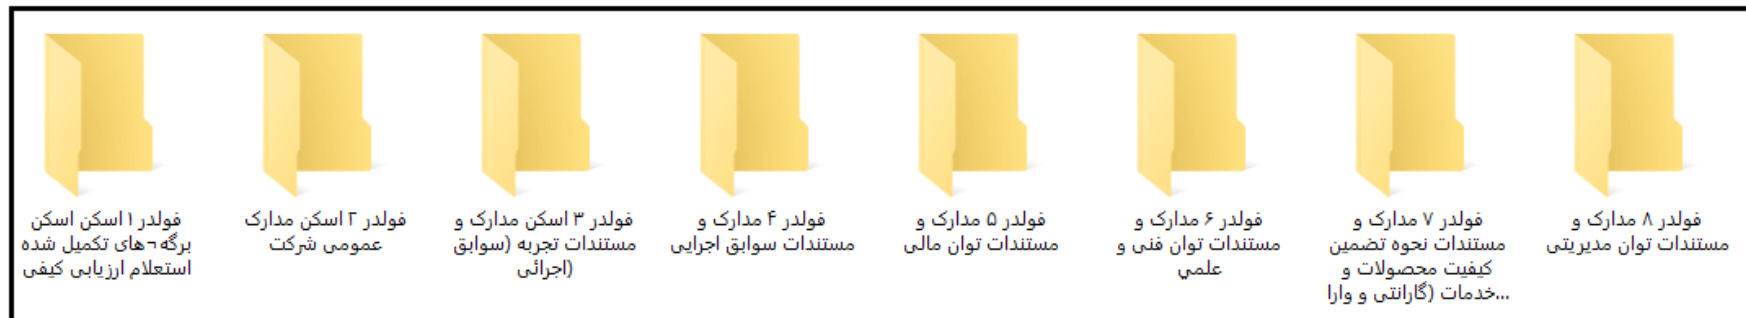 فولدر ۱ اسکن اسکن
برگه¬های تکمیل شده
استعلام ارزیابی کیفی
فولدر ۲ اسکن مدارک
عمومی شرکت
فولدر ۳ اسکن مدارک و
مستندات تجربه (سوابق
اجرائی)
فولدر ۴ مدارک و
مستندات سوابق اجرایی
فولدر ۵ مدارک و
مستندات توان مالی
فولدر ۶ مدارک و
مستندات توان فنی و
علمي
فولدر ۷ مدارک و
مستندات نحوه تضمین
کیفیت محصولات و
خدمات (گارانتی و وارا...
فولدر ۸ مدارک و
مستندات توان مدیریتی